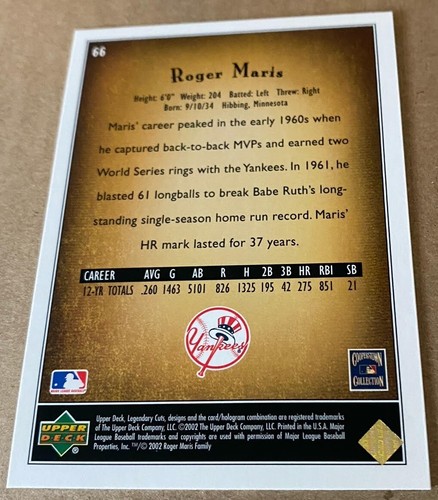 66
Roger Maris
Height: 6'0" Weight: 204 Batted: Left Threw: Right
Born: 9/10/34 Hibbing, Minnesota
Maris' career peaked in the early 1960s when
he captured back-to-back MVPs and earned two
World Series rings with the Yankees. In 1961, he
blasted 61 longballs to break Babe Ruth's long-
standing single-season home run record. Maris'
HR mark lasted for 37 years.
CAREER AVG G AB R H 2B 3B HR RBI SB
12-YR TOTALS .260 1463 5101 826 1325 195 42 275 851 21
Yankees
COOPERSTOWN
COLLECTION
UPPER
DECK
Upper Deck, Legendary Cuts, designs and the card/hologram combination are registered trademarks
of The Upper Deck Company, LLC. ©2002 The Upper Deck Company, LLC. Printed in the U.S.A. Major
League Baseball trademarks and copyrights are used with permission of Major League Baseball
Properties, Inc. ™/© 2002 Roger Maris Family